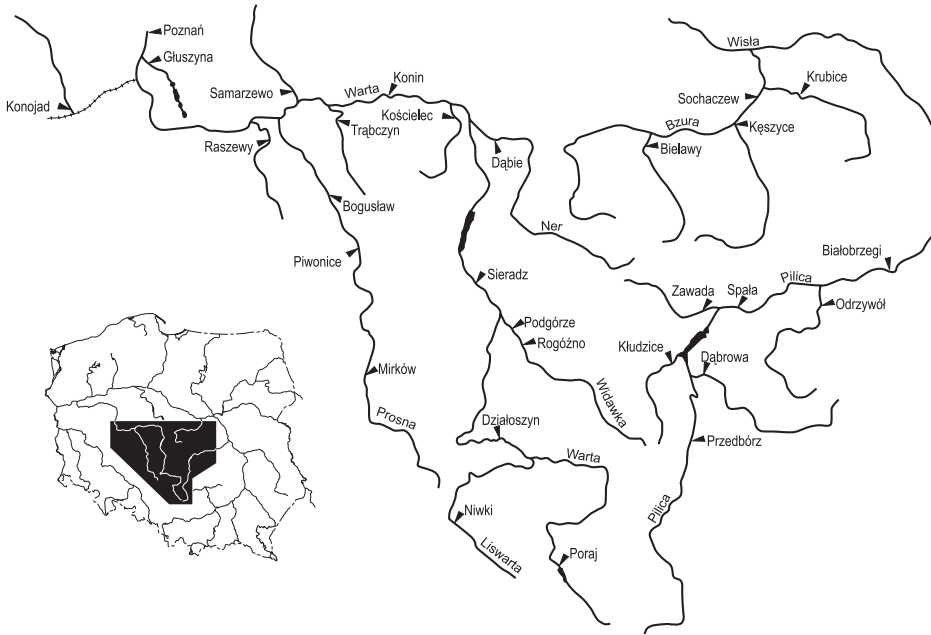 Poznań
Głuszyna
Konojad
Samarzewo
Warta
Konin
Kościelec
Trąbczyn
Raszewy
Dąbie
Bogusław
Piwonice
Ner
Sieradz
Podgórze
Rogóźno
Mirków
Prosna
Widawka
Działoszyn
Warta
Niwki
Liswarta
Poraj
Wisła
Krubice
Sochaczew
Bzura
Kęszyce
Bielawy
Białobrzegi
Pilica
Zawada
Spała
Odrzywół
Kłudzice
Dąbrowa
Przedbórz
Pilica